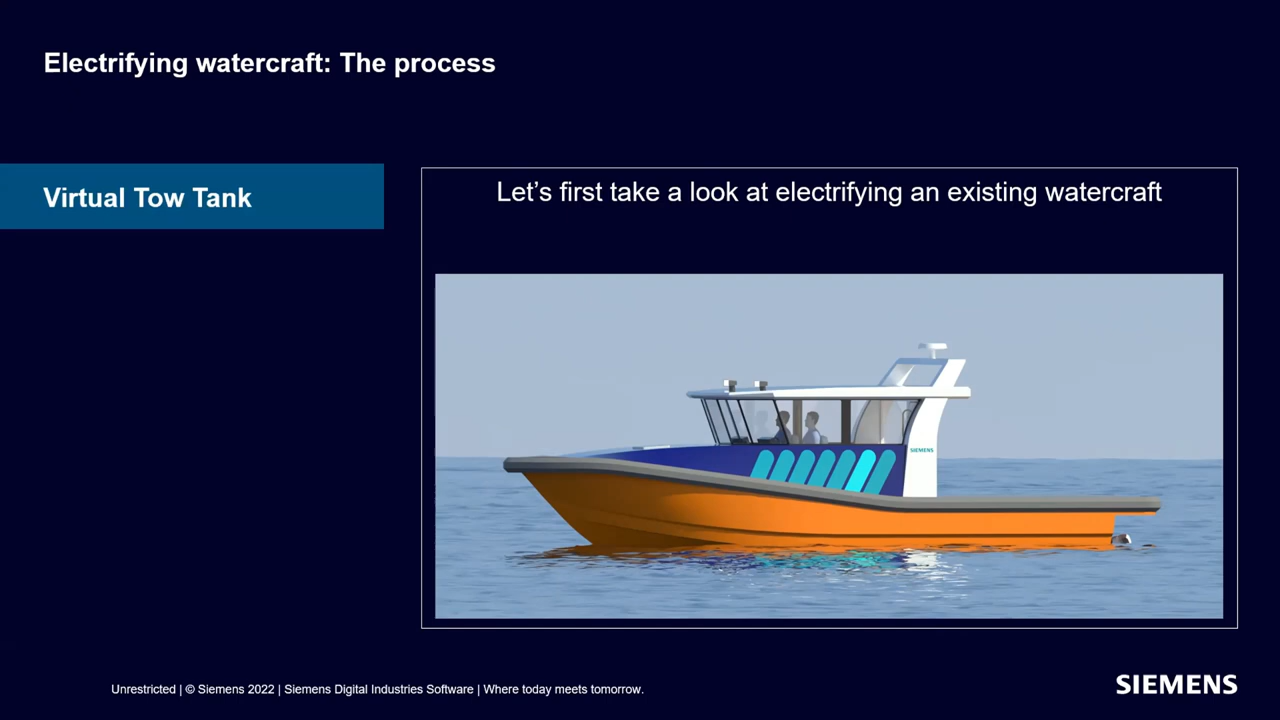 Electrifying watercraft: The process
Virtual Tow Tank
Let’s first take a look at electrifying an existing watercraft
SIEMENS
Unrestricted | © Siemens 2022 | Siemens Digital Industries Software | Where today meets tomorrow.
SIEMENS